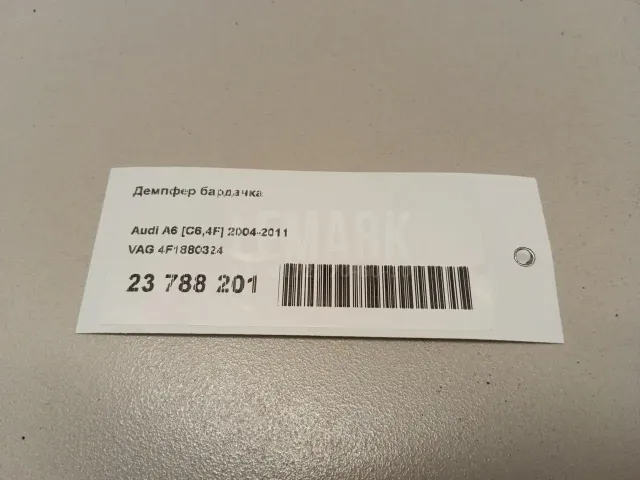 Демпфер бардачка
Audi A6 [C6,4F] 2004-2011
VAG 4F1880324
23 788 201